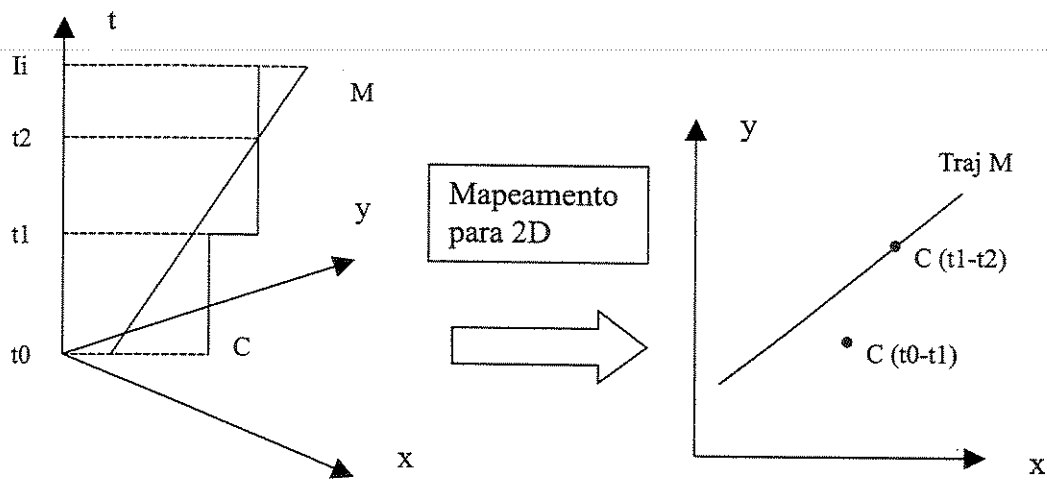 t
Ii
M
t2
y
t1
C
t0
x
Mapeamento
para 2D
y
Traj M
C (t1-t2)
C (t0-t1)
x